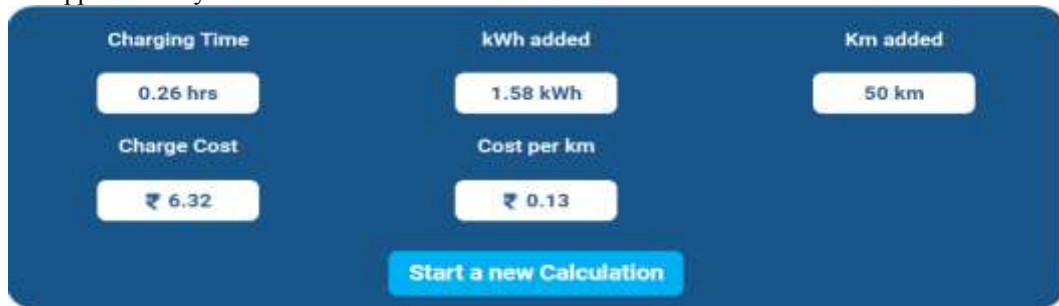 Charging Time kWh added Km added
0.26 hrs 1.58 kWh 50 km
Charge Cost Cost per km
₹ 6.32 ₹ 0.13
Start a new Calculation